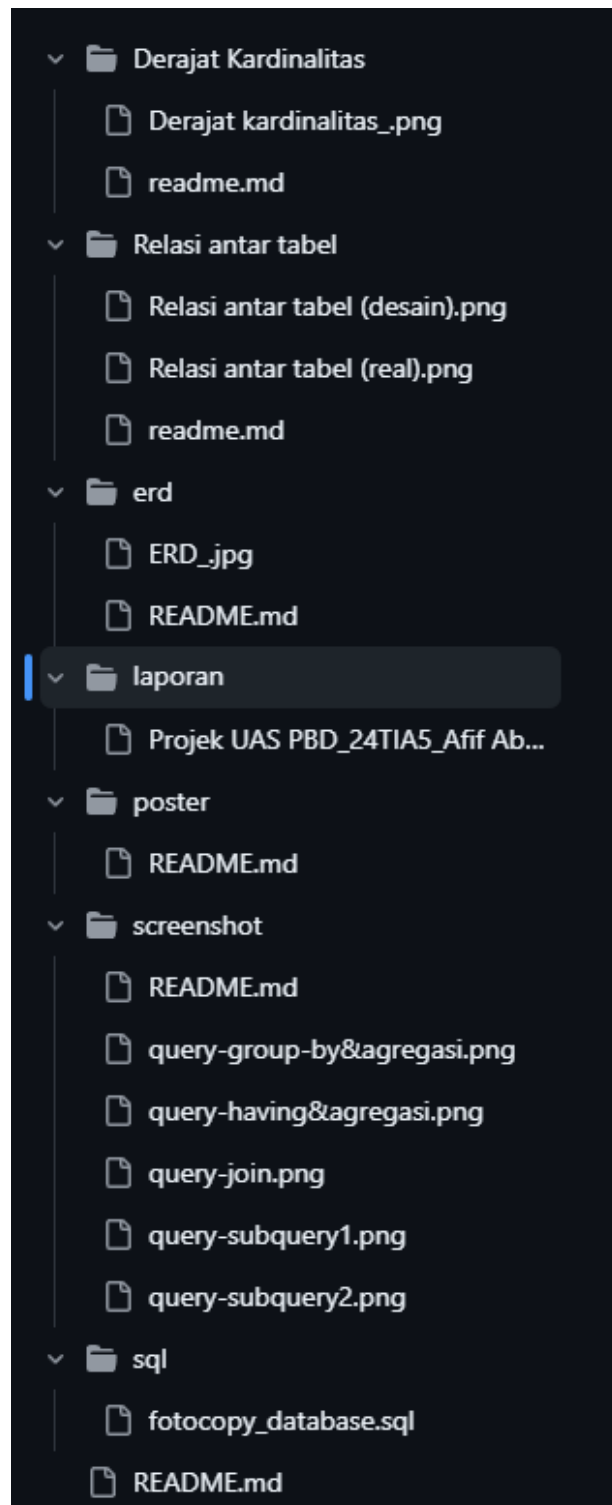 Derajat Kardinalitas
Derajat kardinalitas_.png
readme.md
Relasi antar tabel
Relasi antar tabel (desain).png
Relasi antar tabel (real).png
readme.md
erd
ERD_.jpg
README.md
laporan
Projek UAS PBD_24TIA5_Afif Ab...
poster
README.md
screenshot
README.md
query-group-by&agregasi.png
query-having&agregasi.png
query-join.png
query-subquery1.png
query-subquery2.png
sql
fotocopy_database.sql
README.md